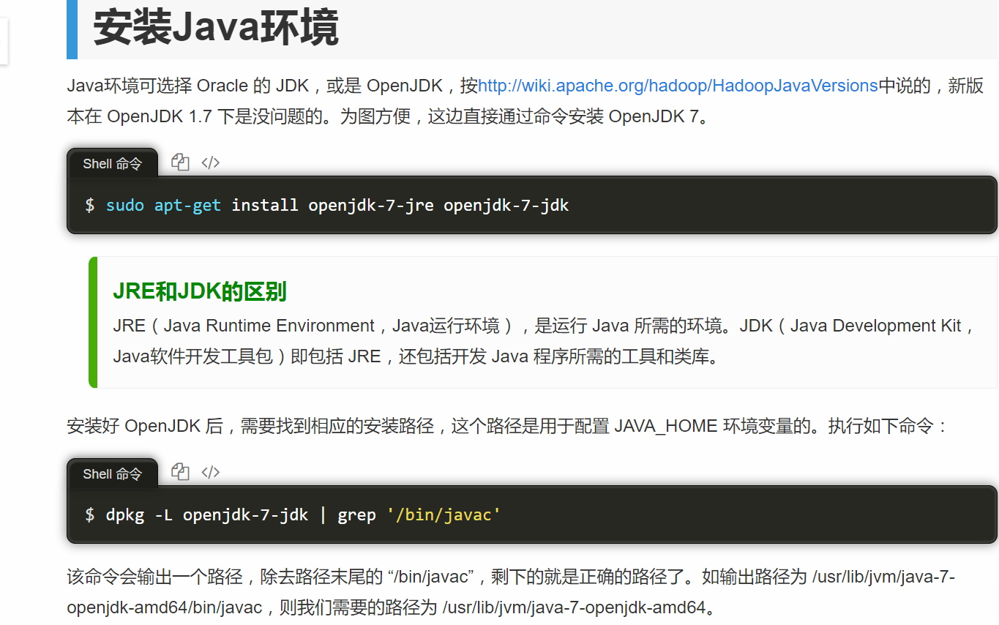 安装Java环境
Java环境可选择 Oracle 的 JDK，或是 OpenJDK，按http://wiki.apache.org/hadoop/HadoopJavaVersions中说的，新版
本在 OpenJDK 1.7 下是没问题的。为图方便，这边直接通过命令安装 OpenJDK 7。
Shell 命令 </>
$ sudo apt-get install openjdk-7-jre openjdk-7-jdk
JRE和JDK的区别
JRE（Java Runtime Environment，Java运行环境），是运行 Java 所需的环境。JDK（Java Development Kit，
Java软件开发工具包）即包括 JRE，还包括开发 Java 程序所需的工具和类库。
安装好 OpenJDK 后，需要找到相应的安装路径，这个路径是用于配置 JAVA_HOME 环境变量的。执行如下命令：
Shell 命令 </>
$ dpkg -L openjdk-7-jdk | grep '/bin/javac'
该命令会输出一个路径，除去路径末尾的 “/bin/javac”，剩下的就是正确的路径了。如输出路径为 /usr/lib/jvm/java-7-
openjdk-amd64/bin/javac，则我们需要的路径为 /usr/lib/jvm/java-7-openjdk-amd64。